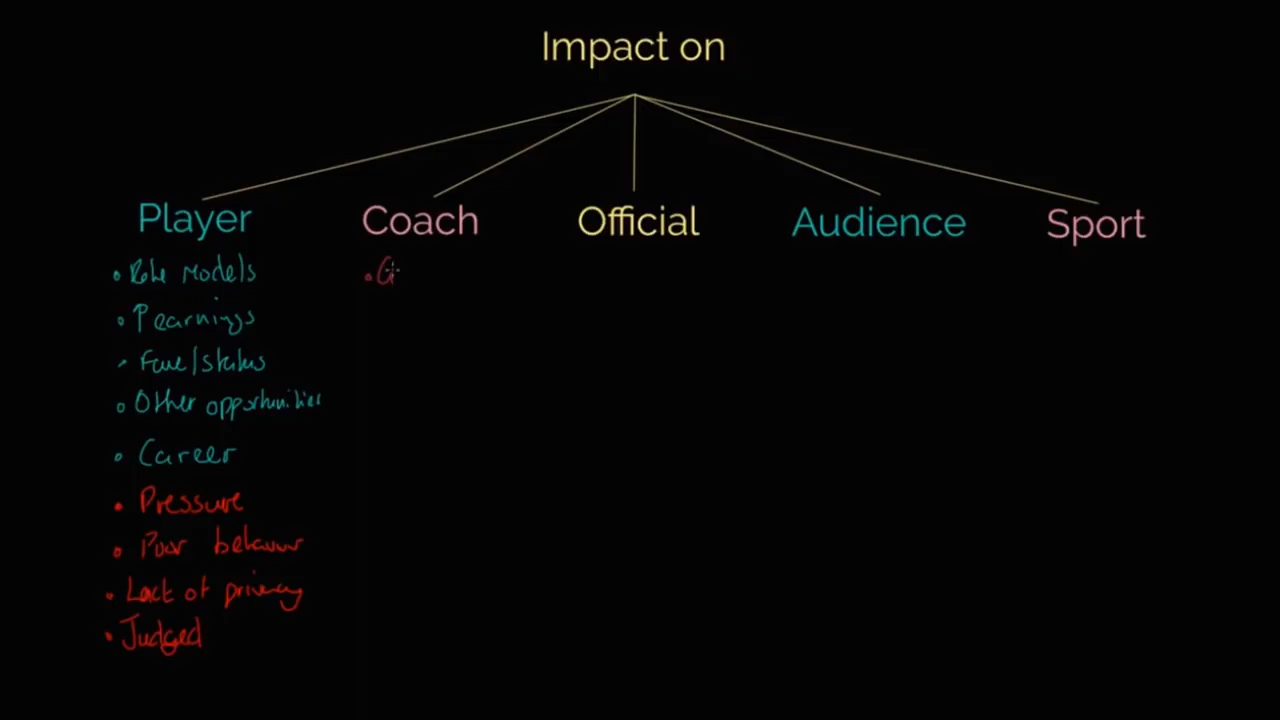 Impact on
Player Coach Official Audience Sport
• Role Models
• ↑ earnings
• Fame/status
• Other opportunities
• Career
• Pressure
• Poor behavour
• Lack of privacy
• Judged
• G